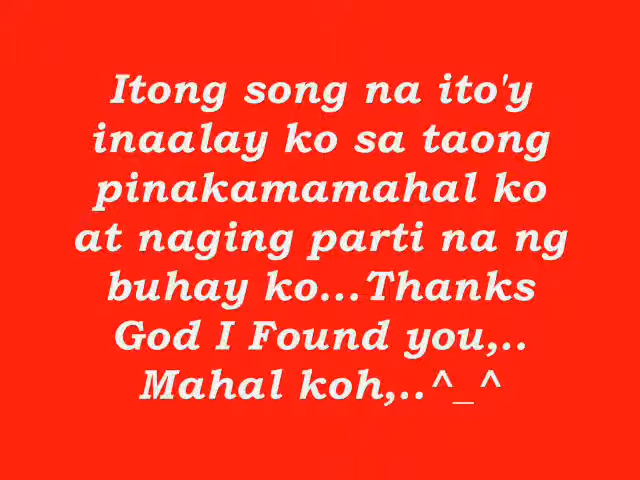 Itong song na ito'y
inaalay ko sa taong
pinakamamahal ko
at naging parti na ng
buhay ko...Thanks
God I Found you,..
Mahal koh,..^_^